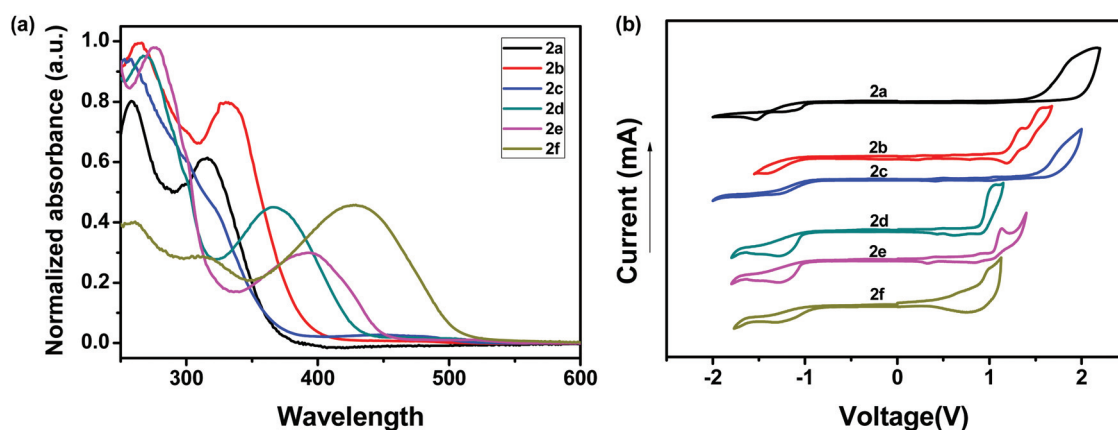 (a)
Normalized absorbance (a.u.)
1.0
0.8
0.6
0.4
0.2
0.0
300
400
500
600
Wavelength
2a
2b
2c
2d
2e
2f
(b)
Current (mA)
2a
2b
2c
2d
2e
2f
-2
-1
0
1
2
Voltage(V)